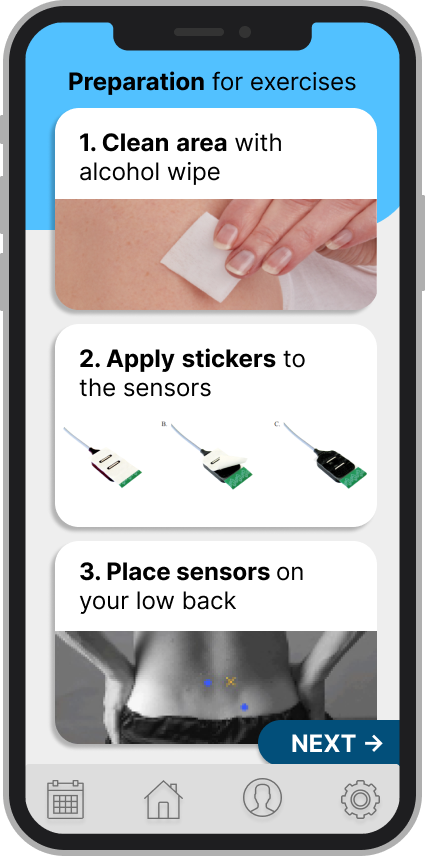 Preparation for exercises
1. Clean area with
alcohol wipe
2. Apply stickers to
the sensors
B.
C.
3. Place sensors on
your low back
NEXT →